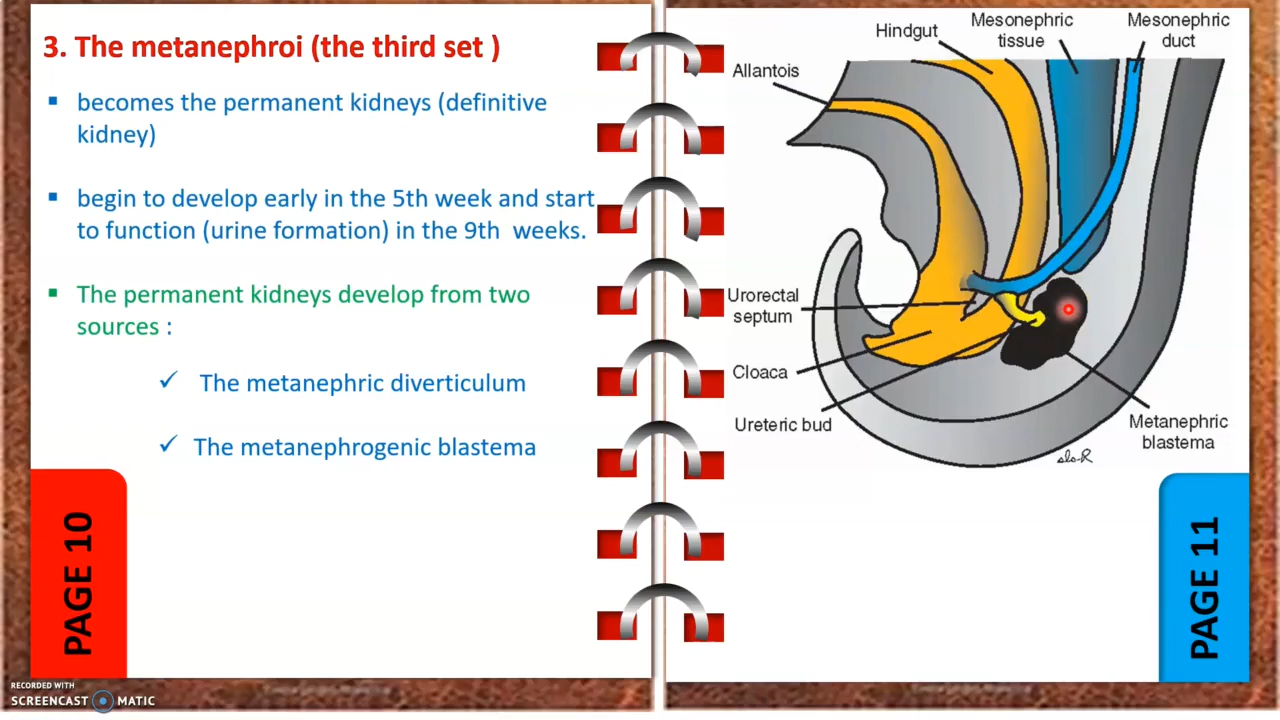 3. The metanephroi (the third set )
▪ becomes the permanent kidneys (definitive
kidney)
▪ begin to develop early in the 5th week and start
to function (urine formation) in the 9th weeks.
▪ The permanent kidneys develop from two
sources :
✓ The metanephric diverticulum
✓ The metanephrogenic blastema
PAGE 10
Hindgut
Mesonephric
tissue
Mesonephric
duct
Allantois
Urorectal
septum
Cloaca
Ureteric bud
Metanephric
blastema
PAGE 11
RECORDED WITH
SCREENCAST MATIC